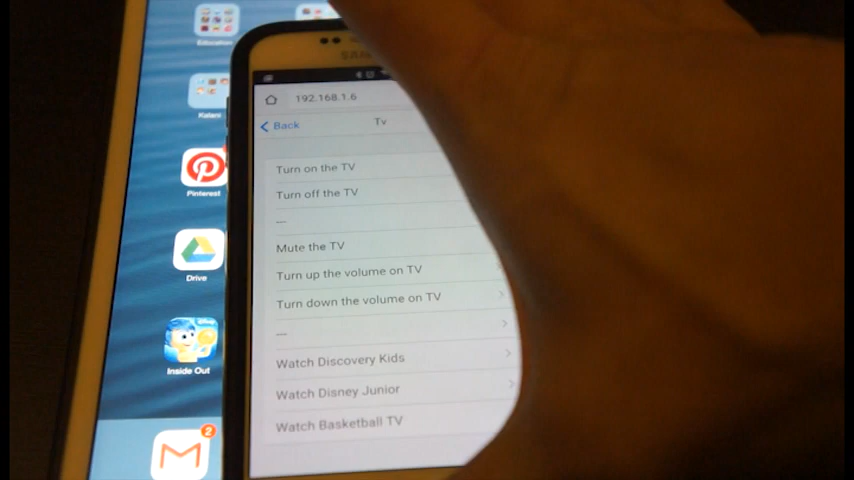 Education
SAM
Kalani
192.168.1.6
Back
Tv
Pinterest
Turn on the TV
Turn off the TV
—
Mute the TV
Drive
Turn up the volume on TV
Turn down the volume on TV
—
Disney
Inside Out
Watch Discovery Kids
Watch Disney Junior
Watch Basketball TV
2